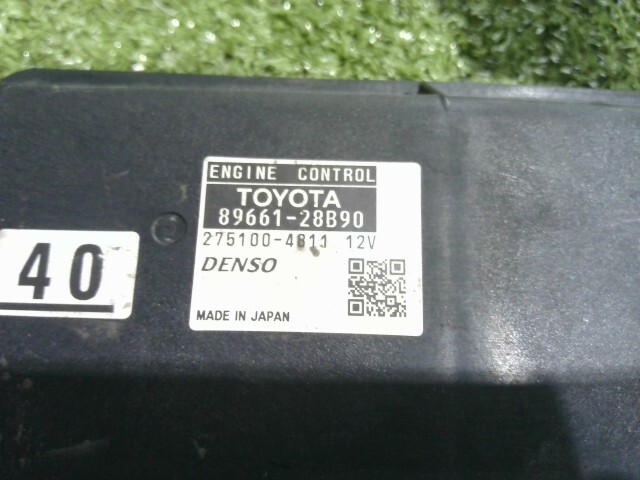 ENGINE CONTROL
TOYOTA
89661-28B90
275100-4811 12V
DENSO
MADE IN JAPAN
40